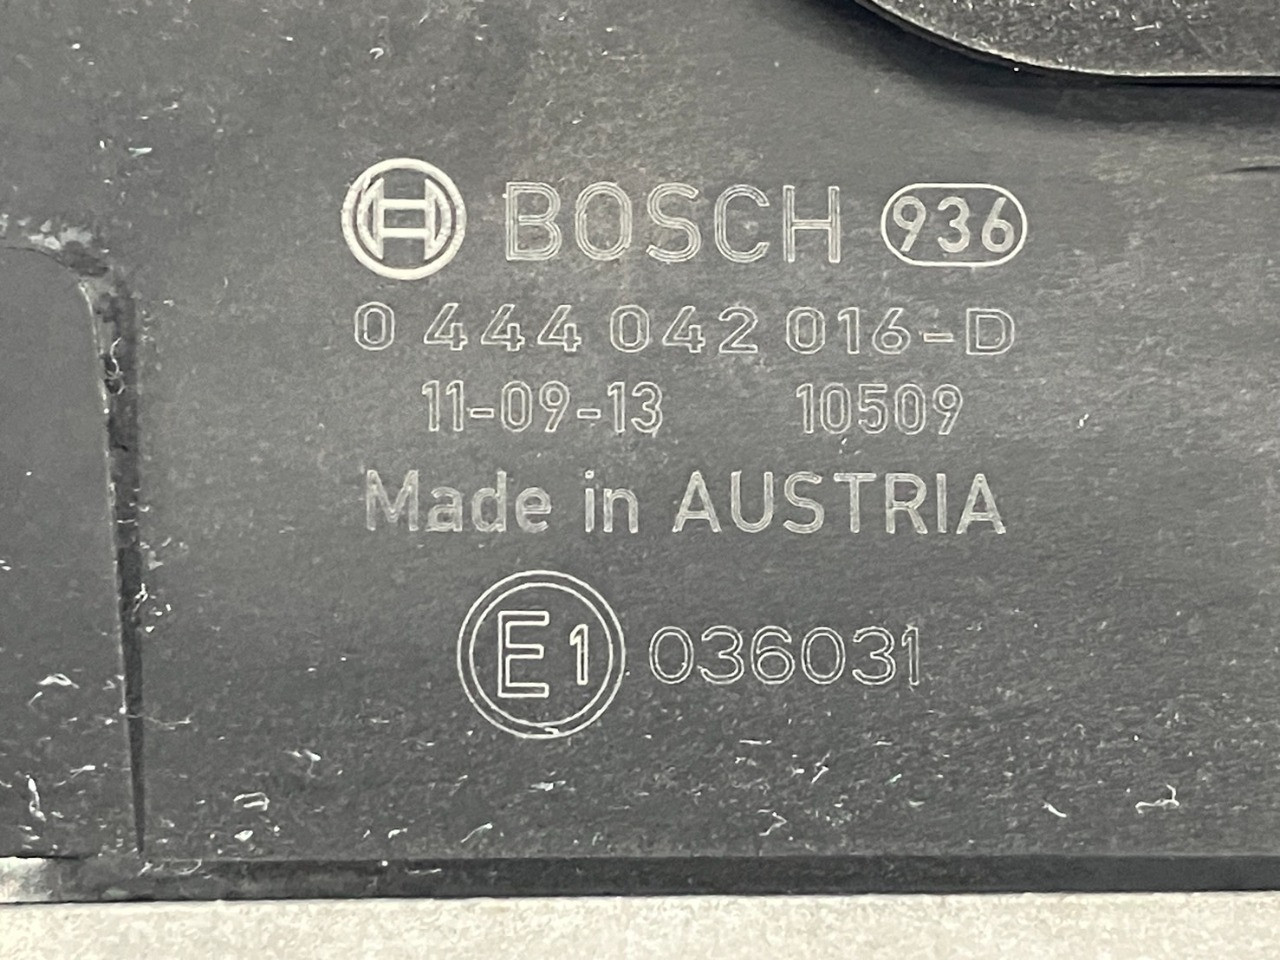 BOSCH 936
0 444 042 016-D
11-09-13 10509
Made in AUSTRIA
E1 036031